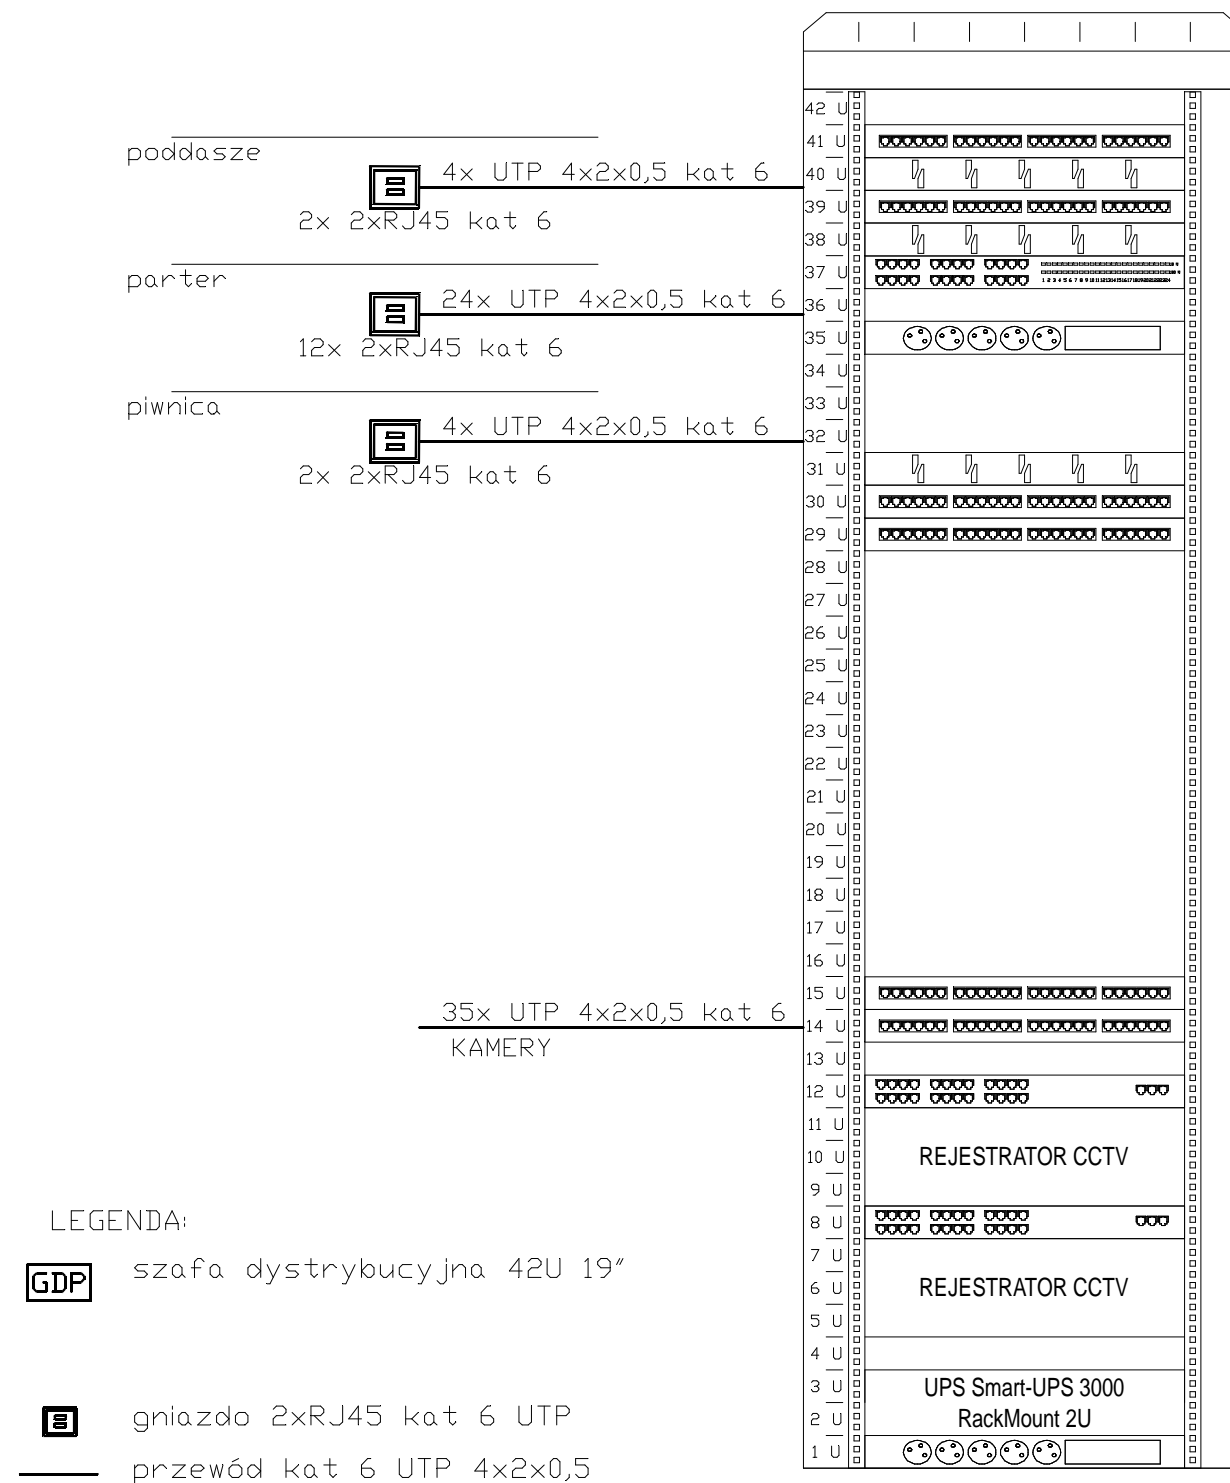 poddasze
4x UTP 4x2x0,5 kat 6
2x 2xRJ45 kat 6
parter
24x UTP 4x2x0,5 kat 6
12x 2xRJ45 kat 6
piwnica
4x UTP 4x2x0,5 kat 6
2x 2xRJ45 kat 6
35x UTP 4x2x0,5 kat 6
KAMERY
LEGENDA:
GDP szafa dystrybucyjna 42U 19"
gniazdo 2xRJ45 kat 6 UTP
przewód kat 6 UTP 4x2x0,5
42 U
41 U
40 U
39 U
38 U
37 U
36 U
35 U
34 U
33 U
32 U
31 U
30 U
29 U
28 U
27 U
26 U
25 U
24 U
23 U
22 U
21 U
20 U
19 U
18 U
17 U
16 U
15 U
14 U
13 U
12 U
11 U
10 U REJESTRATOR CCTV
9 U
8 U
7 U
6 U REJESTRATOR CCTV
5 U
4 U
3 U UPS Smart-UPS 3000
2 U RackMount 2U
1 U